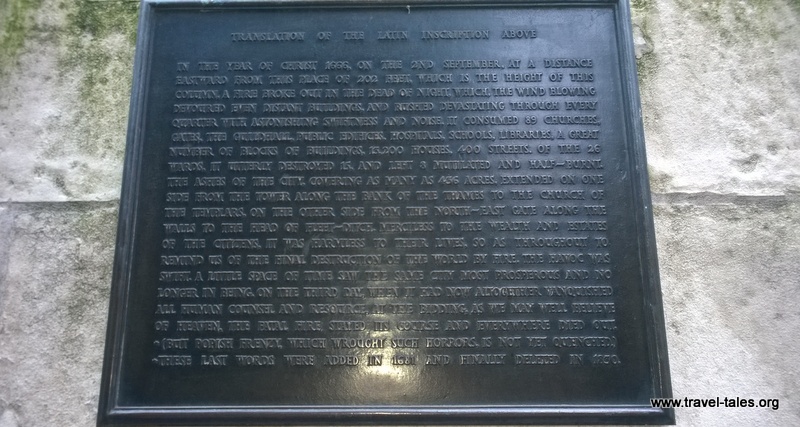 TRANSLATION OF THE LATIN INSCRIPTION ABOVE
IN THE YEAR OF CHRIST 1666, ON THE 2ND SEPTEMBER, AT A DISTANCE
EASTWARD FROM THIS PLACE OF 202 FEET, WHICH IS THE HEIGHT OF THIS
COLUMN, A FIRE BROKE OUT IN THE DEAD OF NIGHT, WHICH, THE WIND BLOWING
DEVOURED EVEN DISTANT BUILDINGS, AND RUSHED DEVASTATING THROUGH EVERY
QUARTER WITH ASTONISHING SWIFTNESS AND NOISE. IT CONSUMED 89 CHURCHES,
GATES, THE GUILDHALL, PUBLIC EDIFICES, HOSPITALS, SCHOOLS, LIBRARIES, A GREAT
NUMBER OF BLOCKS OF BUILDINGS, 13,200 HOUSES, 400 STREETS. OF THE 26
WARDS, IT UTTERLY DESTROYED 15, AND LEFT 8 MUTILATED AND HALF-BURNT.
THE ASHES OF THE CITY, COVERING AS MANY AS 436 ACRES, EXTENDED ON ONE
SIDE FROM THE TOWER ALONG THE BANK OF THE THAMES TO THE CHURCH OF
THE TEMPLARS, ON THE OTHER SIDE FROM THE NORTH-EAST GATE ALONG THE
WALLS TO THE HEAD OF FLEET-DITCH. MERCILESS TO THE WEALTH AND ESTATE
OF THE CITIZENS, IT WAS HARMLESS TO THEIR LIVES, SO AS THROUGHOUT TO
REMIND US OF THE FINAL DESTRUCTION OF THE WORLD BY FIRE. THE HAVOC WAS
SWIFT. A LITTLE SPACE OF TIME SAW THE SAME CITY MOST PROSPEROUS AND NO
LONGER IN BEING. ON THE THIRD DAY, WHEN IT HAD NOW ALTOGETHER VANQUISHED
ALL HUMAN COUNSEL AND RESOURCE, AT THE BIDDING, AS WE MAY WELL BELIEVE
OF HEAVEN, THE FATAL FIRE STAYED ITS COURSE AND EVERYWHERE DIED OUT.
*(BUT POPISH FRENZY, WHICH WROUGHT SUCH HORRORS, IS NOT YET QUENCHED.)
*THESE LAST WORDS WERE ADDED IN 1681 AND FINALLY DELETED IN 1830.
www.travel-tales.org